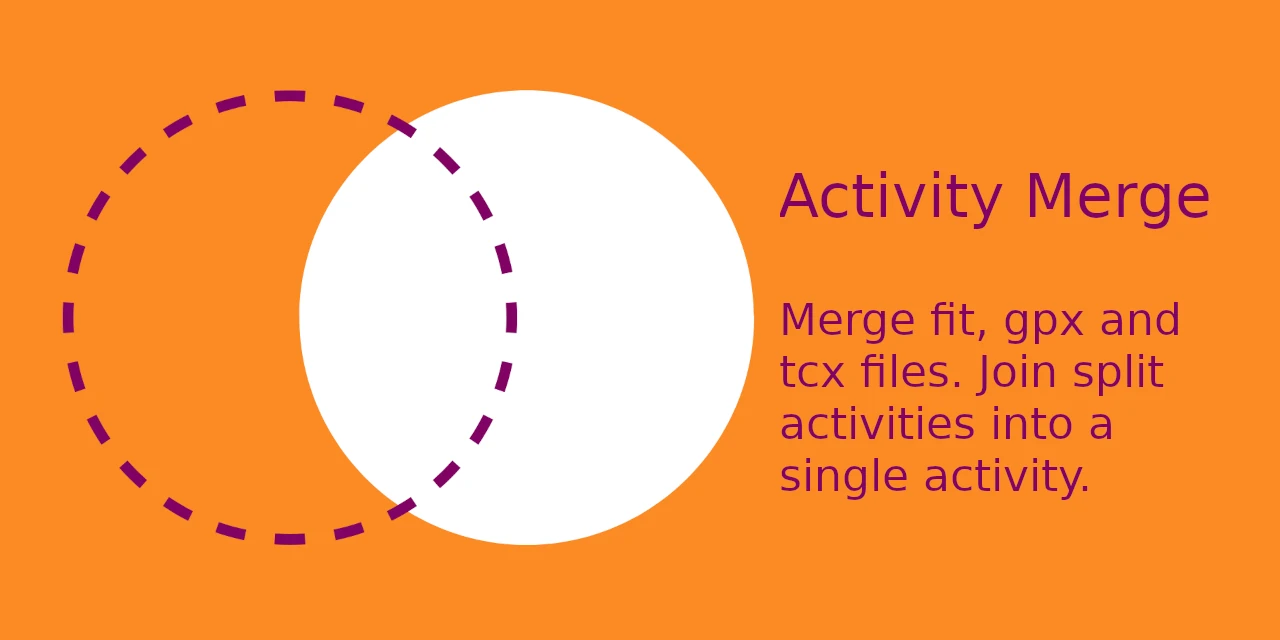 Activity Merge
Merge fit, gpx and
tcx files. Join split
activities into a
single activity.